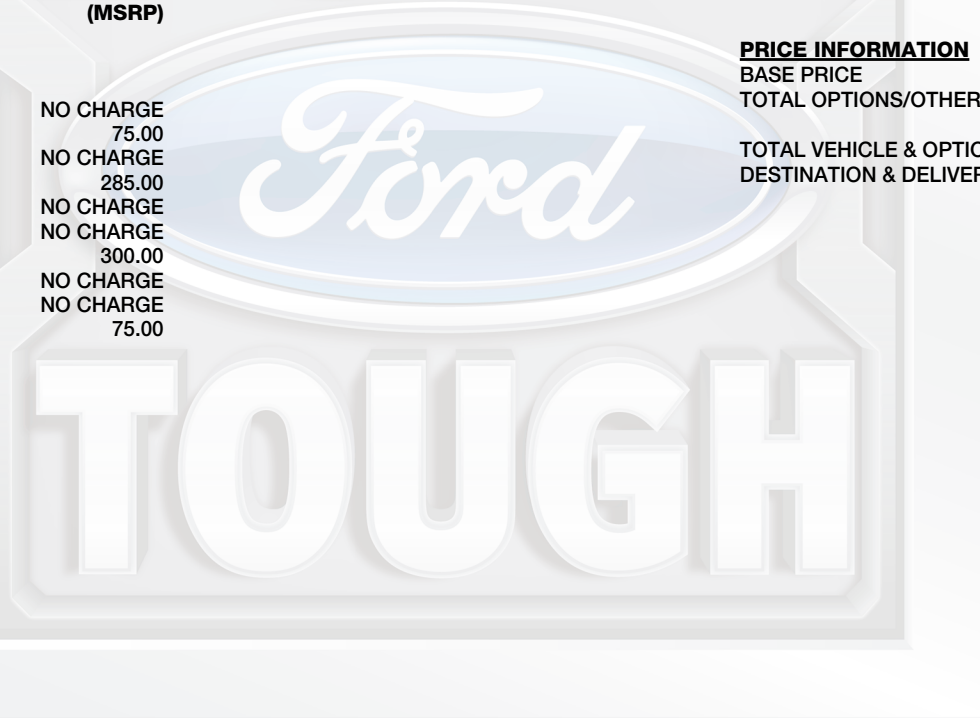 (MSRP)
NO CHARGE
75.00
NO CHARGE
285.00
NO CHARGE
NO CHARGE
300.00
NO CHARGE
NO CHARGE
75.00
PRICE INFORMATION
BASE PRICE
TOTAL OPTIONS/OTHER
TOTAL VEHICLE & OPTIO
DESTINATION & DELIVER
Ford
TOUGH